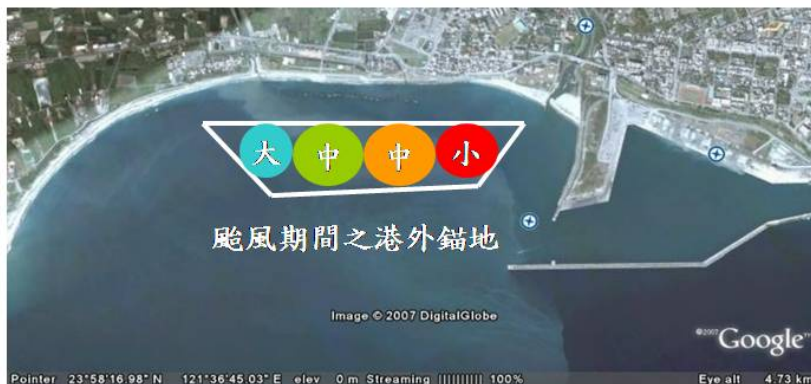 大 中 中 小
颱風期間之港外錨地
Image © 2007 DigitalGlobe
©2007 Google™
Pointer 23°58'16.98" N 121°36'45.03" E elev 0 m Streaming |||||||||| 100% Eye alt 4.73 km